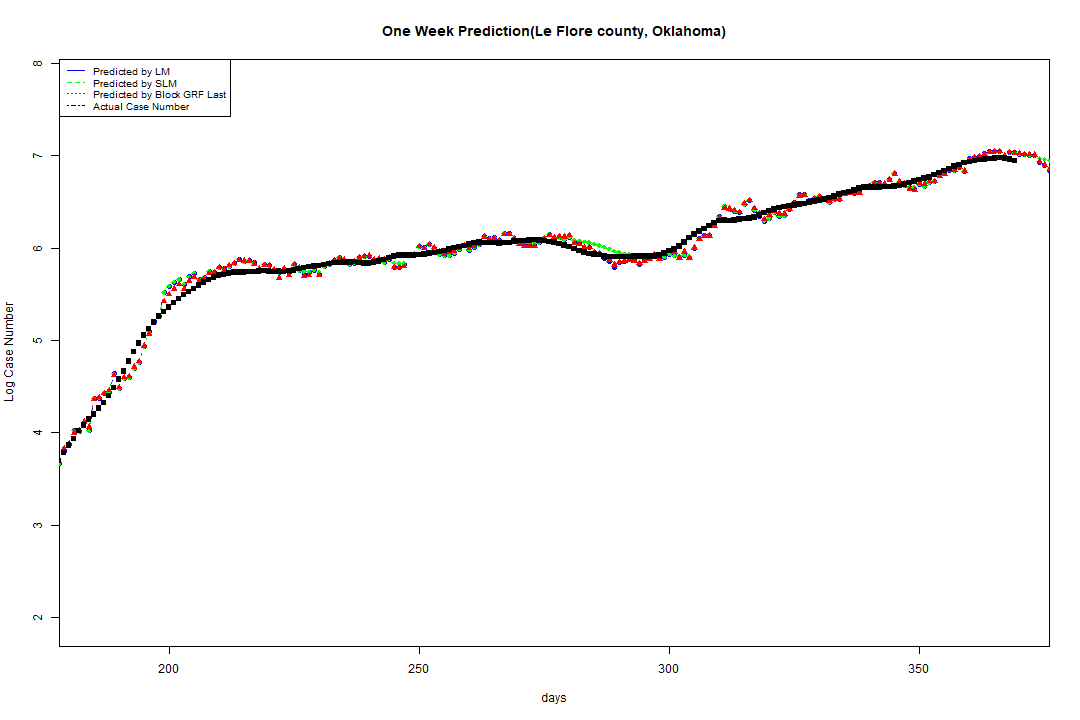 One Week Prediction(Le Flore county, Oklahoma)
Predicted by LM
Predicted by SLM
Predicted by Block GRF Last
Actual Case Number
8
7
6
5
4
3
2
Log Case Number
200 250 300 350
days